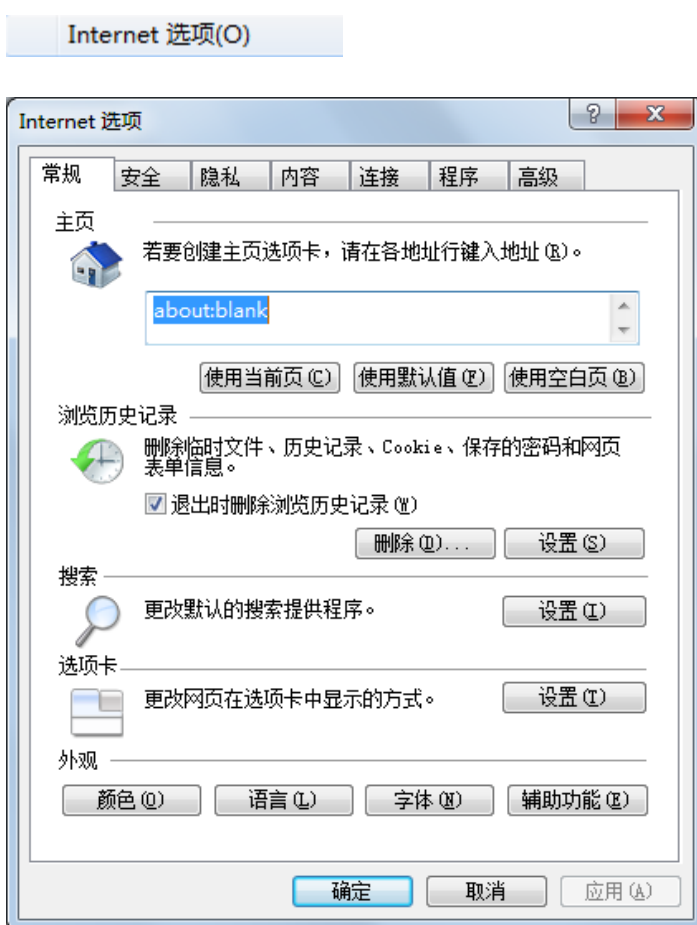 Internet 选项(O)
Internet 选项
常规 安全 隐私 内容 连接 程序 高级
主页
若要创建主页选项卡，请在各地址行键入地址(R)。
about:blank
使用当前页(C) 使用默认值(F) 使用空白页(B)
浏览历史记录
删除临时文件、历史记录、Cookie、保存的密码和网页
表单信息。
退出时删除浏览历史记录(W)
删除(D)... 设置(S)
搜索
更改默认的搜索提供程序。 设置(I)
选项卡
更改网页在选项卡中显示的方式。 设置(T)
外观
颜色(O) 语言(L) 字体(N) 辅助功能(E)
确定 取消 应用(A)